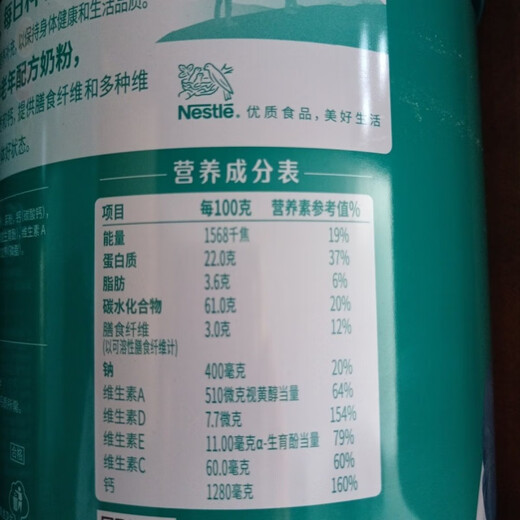 每日科
以保持身体健康和生活品质。
老年配方奶粉，
提供膳食纤维和多种维
好状态。
Nestlé® 优质食品，美好生活
营养成分表
项目 每100克 营养素参考值%
能量 1568千焦 19%
蛋白质 22.0克 37%
脂肪 3.6克 6%
碳水化合物 61.0克 20%
膳食纤维 3.0克 12%
(以可溶性膳食纤维计)
钠 400毫克 20%
维生素A 510微克视黄醇当量 64%
维生素D 7.7微克 154%
维生素E 11.00毫克α-生育酚当量 79%
维生素C 60.0毫克 60%
钙 1280毫克 160%